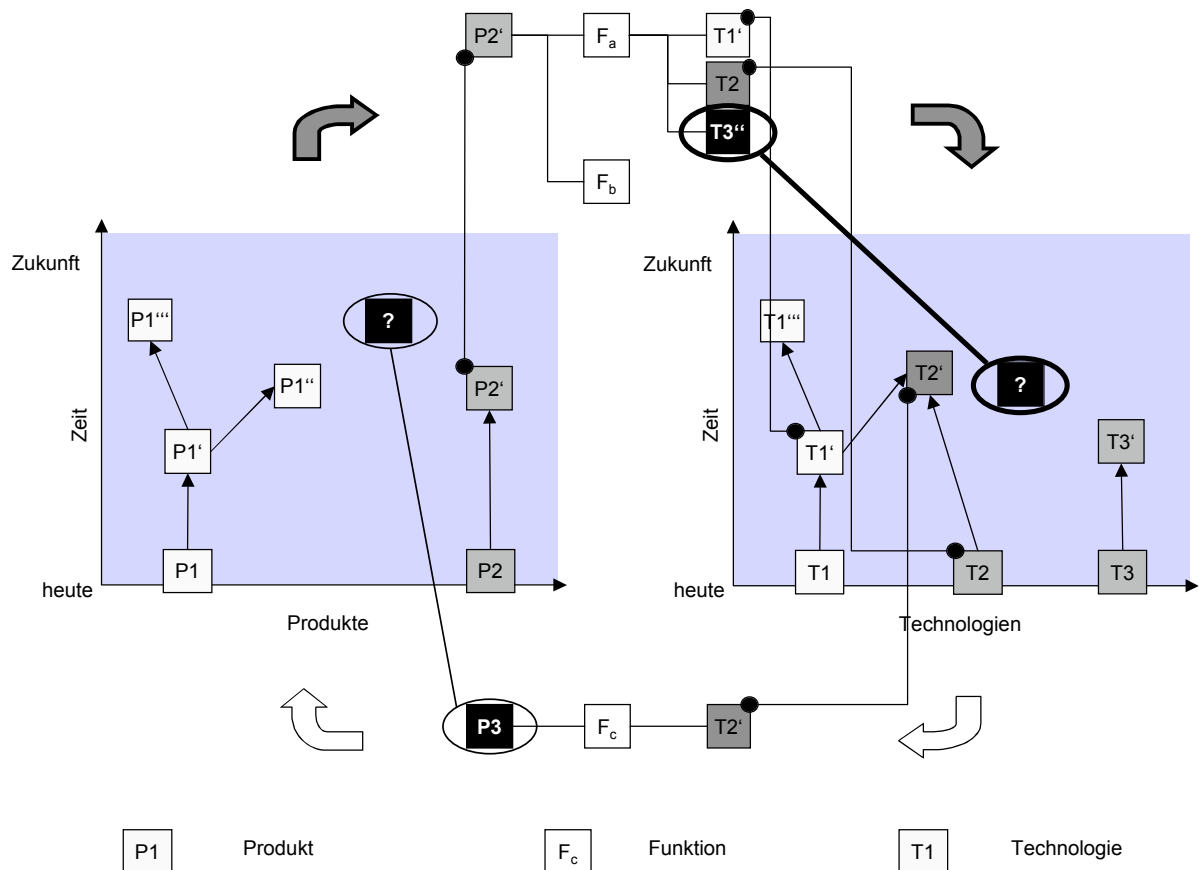 P2‘
Fa
T1‘
T2
T3‘‘
Fb
Zukunft
Zukunft
P1‘‘‘
?
T1‘‘‘
P1‘‘
P2‘
T2‘
?
Zeit
Zeit
P1‘
T1‘
T3‘
P1
P2
T1
T2
T3
heute
heute
Produkte
Technologien
P3
Fc
T2‘
P1
Produkt
Fc
Funktion
T1
Technologie